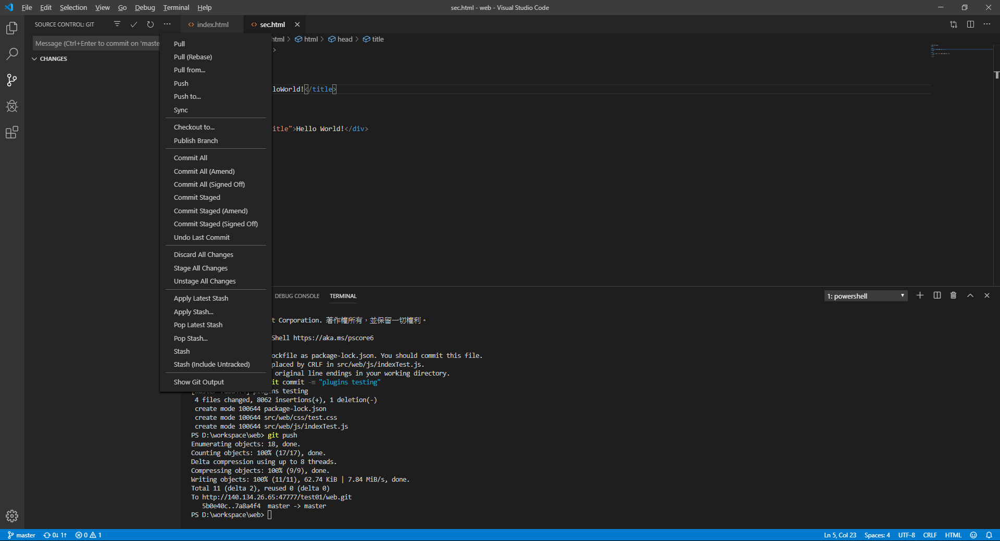 File Edit Selection View Go Debug Terminal Help
sec.html - web - Visual Studio Code
SOURCE CONTROL: GIT
index.html
sec.html
Message (Ctrl+Enter to commit on 'maste
CHANGES
html > html > head > title
>
loWorld!</title>
itle">Hello World!</div>
Pull
Pull (Rebase)
Pull from...
Push
Push to...
Sync
Checkout to...
Publish Branch
Commit All
Commit All (Amend)
Commit All (Signed Off)
Commit Staged
Commit Staged (Amend)
Commit Staged (Signed Off)
Undo Last Commit
Discard All Changes
Stage All Changes
Unstage All Changes
Apply Latest Stash
Apply Stash...
Pop Latest Stash
Pop Stash...
Stash
Stash (Include Untracked)
Show Git Output
DEBUG CONSOLE TERMINAL
1: powershell
t Corporation. 著作權所有，並保留一切權利。
Shell https://aka.ms/pscore6
ockfile as package-lock.json. You should commit this file.
placed by CRLF in src/web/js/indexTest.js.
original line endings in your working directory.
it commit -m "plugins testing"
ns testing
4 files changed, 8062 insertions(+), 1 deletion(-)
create mode 100644 package-lock.json
create mode 100644 src/web/css/test.css
create mode 100644 src/web/js/indexTest.js
PS D:\workspace\web> git push
Enumerating objects: 18, done.
Counting objects: 100% (17/17), done.
Delta compression using up to 8 threads.
Compressing objects: 100% (9/9), done.
Writing objects: 100% (11/11), 62.74 KiB | 7.84 MiB/s, done.
Total 11 (delta 2), reused 0 (delta 0)
To http://140.134.26.65:47777/test01/web.git
5b0e40c..7a8a4f4 master -> master
PS D:\workspace\web>
master 0↓ 1↑ 0 1
Ln 5, Col 23 Spaces: 4 UTF-8 CRLF HTML